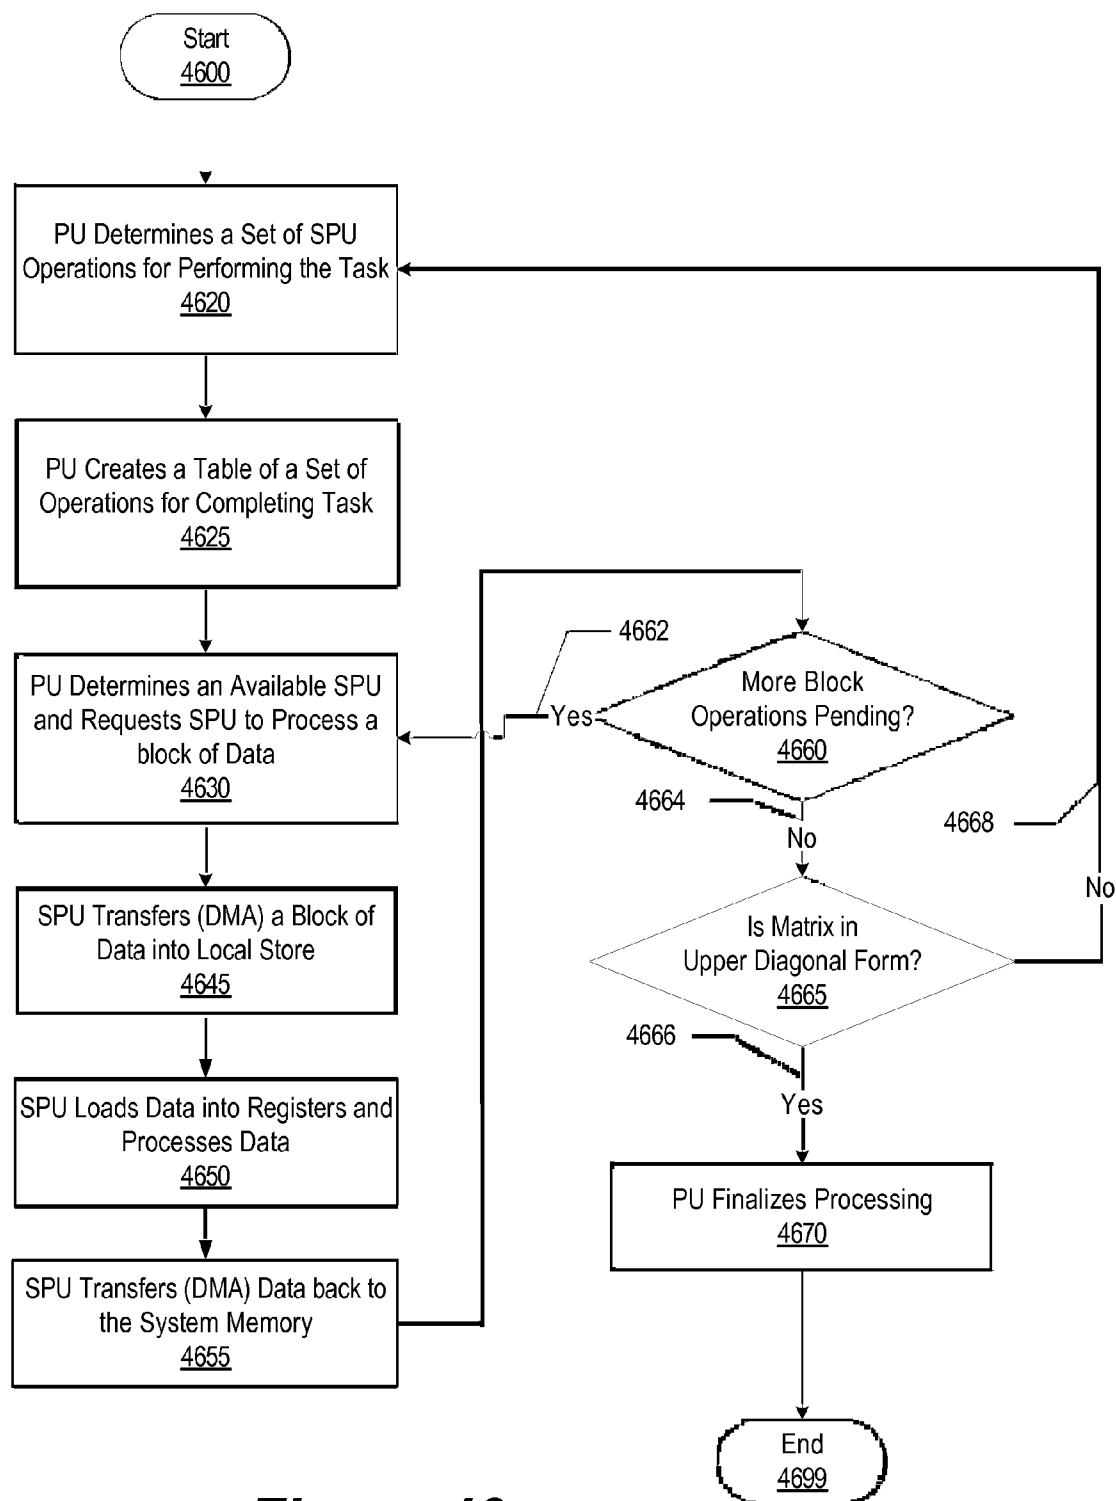 Start
4600
PU Determines a Set of SPU
Operations for Performing the Task
4620
PU Creates a Table of a Set of
Operations for Completing Task
4625
PU Determines an Available SPU
and Requests SPU to Process a
block of Data
4630
SPU Transfers (DMA) a Block of
Data into Local Store
4645
SPU Loads Data into Registers and
Processes Data
4650
SPU Transfers (DMA) Data back to
the System Memory
4655
4662
Yes
More Block
Operations Pending?
4660
4664
No
4668
No
Is Matrix in
Upper Diagonal Form?
4665
4666
Yes
PU Finalizes Processing
4670
End
4699